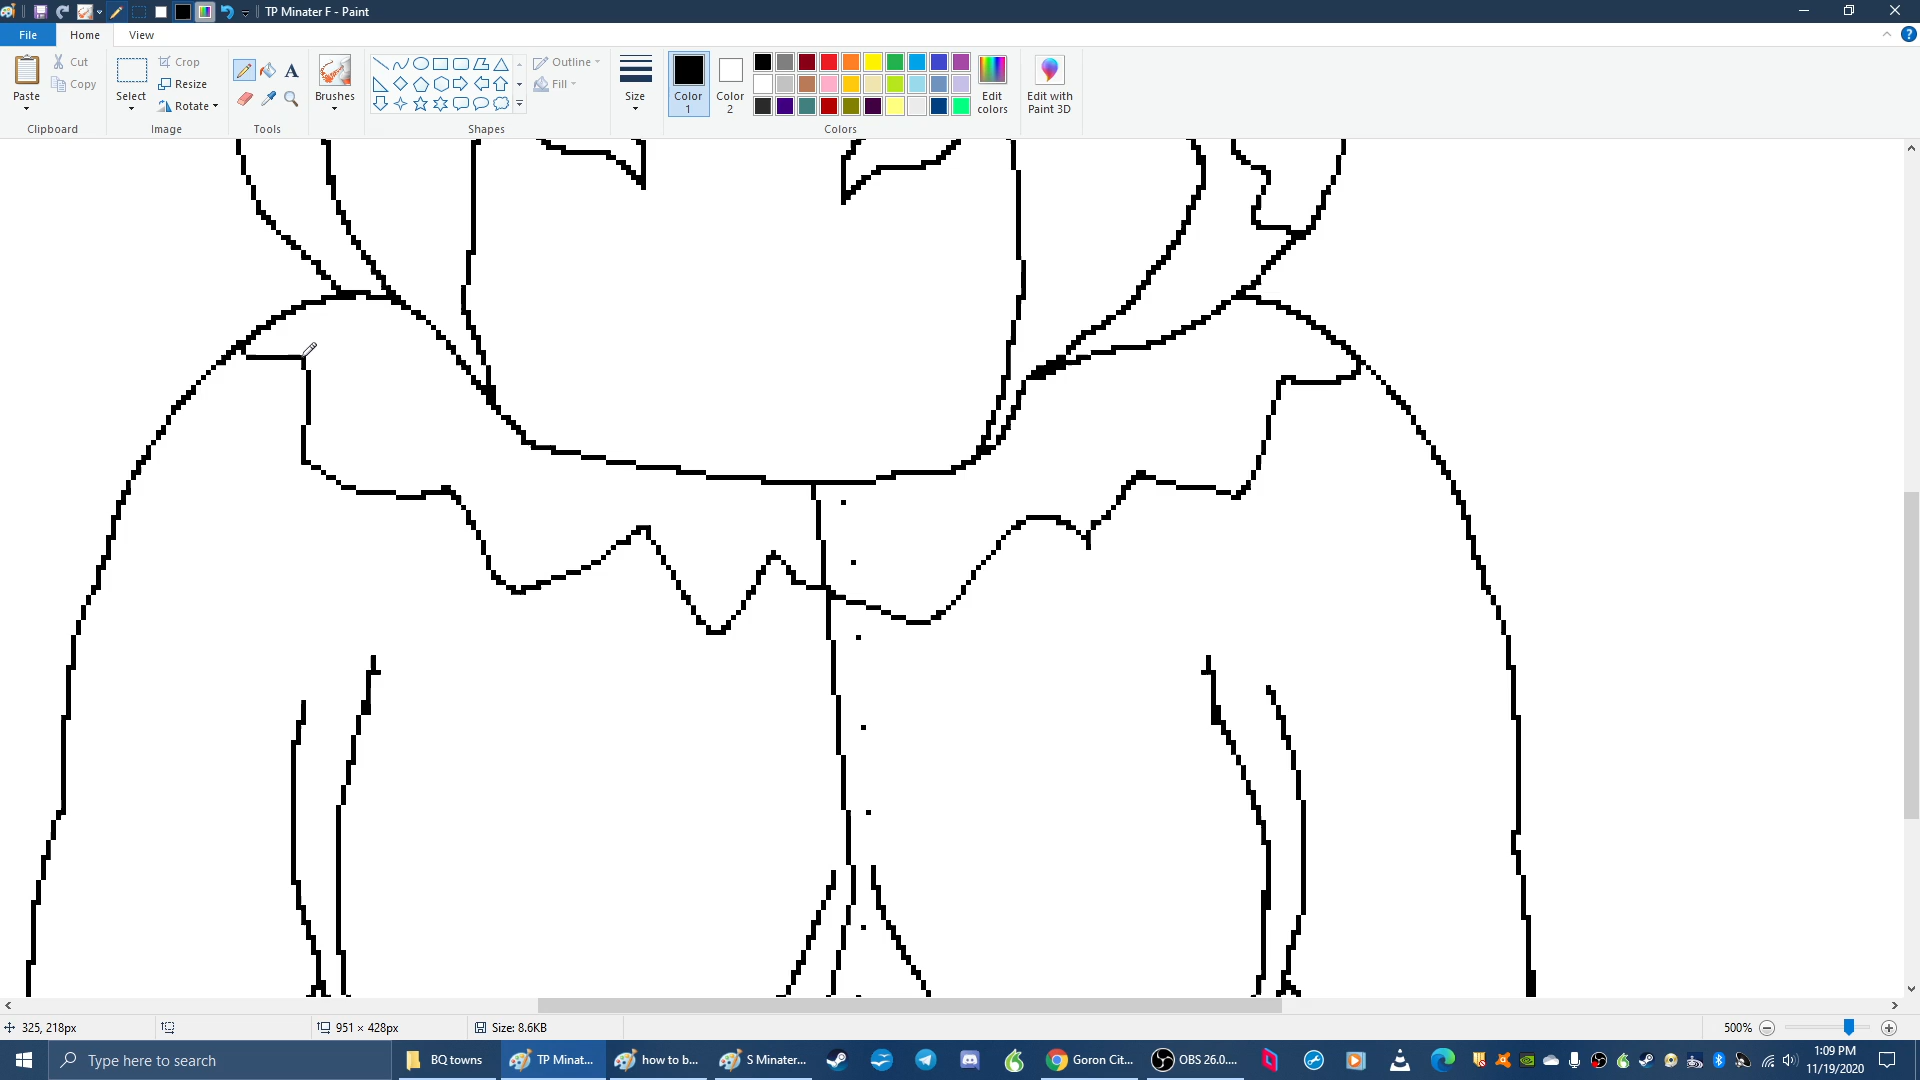 TP Minater F - Paint
File
Home
View
Paste
Cut
Copy
Clipboard
Select
Crop
Resize
Rotate
Image
Tools
Brushes
Shapes
Outline
Fill
Size
Color 1
Color 2
Edit colors
Colors
Edit with Paint 3D
325, 218px
951 × 428px
Size: 8.6KB
500%
Type here to search
BQ towns
TP Minat...
how to b...
S Minater...
Goron Cit...
OBS 26.0....
1:09 PM
11/19/2020